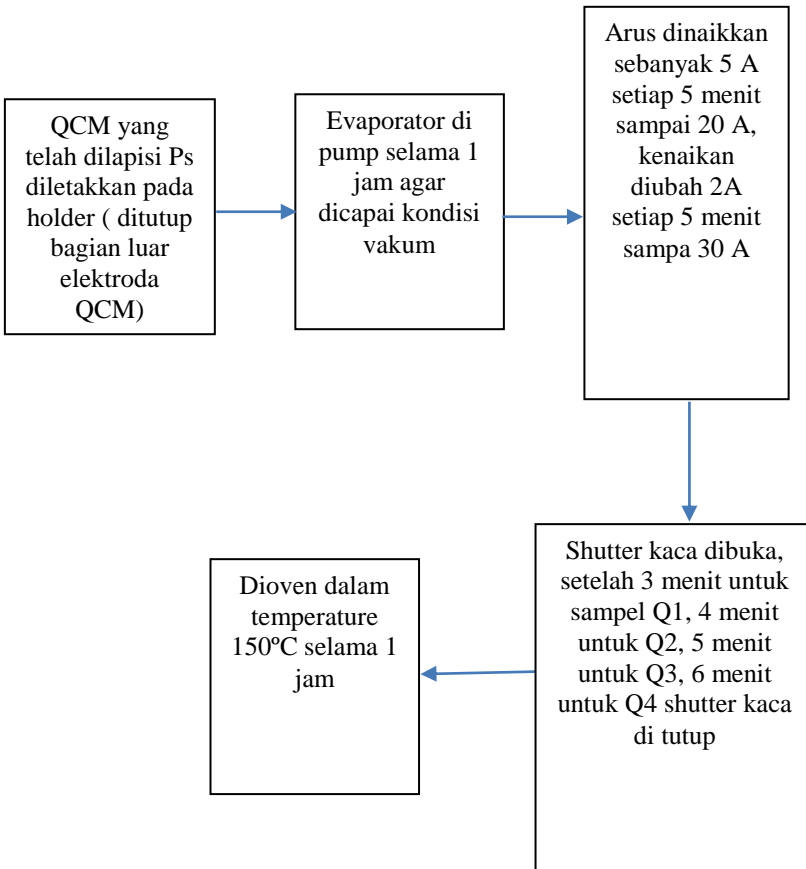 QCM yang
telah dilapisi Ps
diletakkan pada
holder ( ditutup
bagian luar
elektroda
QCM)
Evaporator di
pump selama 1
jam agar
dicapai kondisi
vakum
Arus dinaikkan
sebanyak 5 A
setiap 5 menit
sampai 20 A,
kenaikan
diubah 2A
setiap 5 menit
sampa 30 A
Shutter kaca dibuka,
setelah 3 menit untuk
sampel Q1, 4 menit
untuk Q2, 5 menit
untuk Q3, 6 menit
untuk Q4 shutter kaca
di tutup
Dioven dalam
temperature
150ºC selama 1
jam